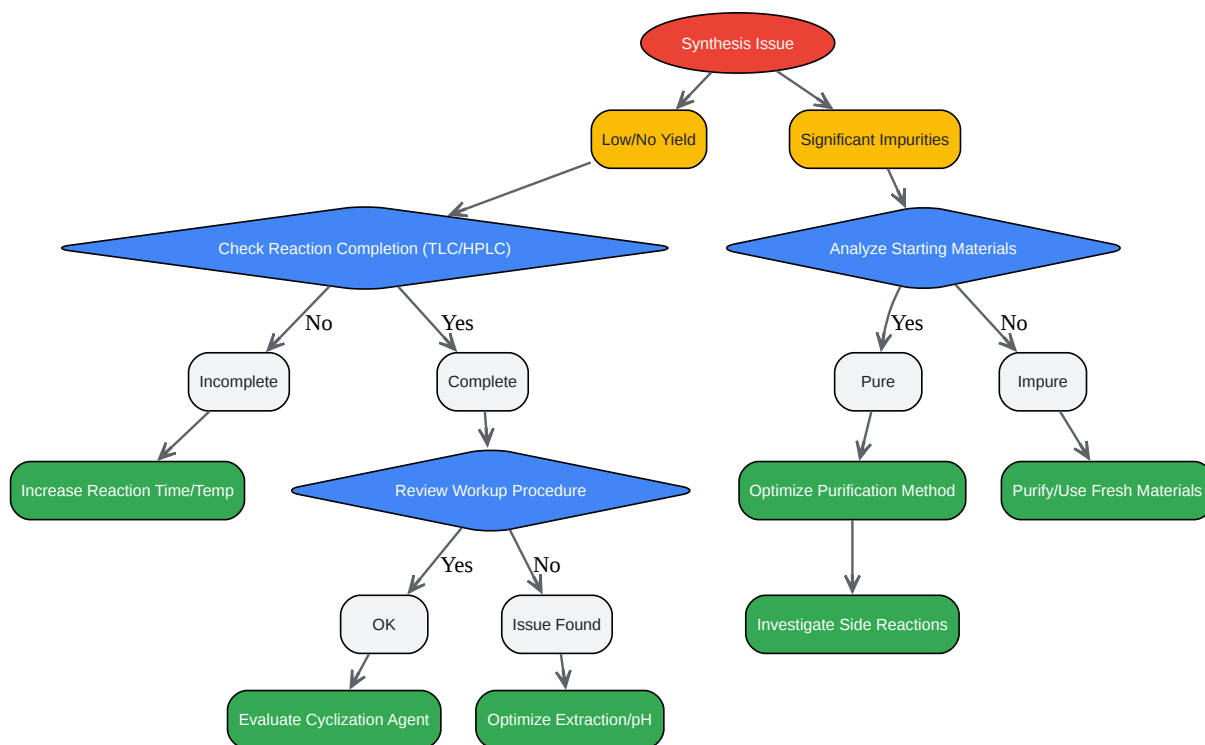 Synthesis Issue
Low/No Yield
Significant Impurities
Check Reaction Completion (TLC/HPLC)
Analyze Starting Materials
No
Yes
Yes
No
Incomplete
Complete
Pure
Impure
Increase Reaction Time/Temp
Review Workup Procedure
Optimize Purification Method
Purify/Use Fresh Materials
Yes
No
OK
Issue Found
Investigate Side Reactions
Evaluate Cyclization Agent
Optimize Extraction/pH